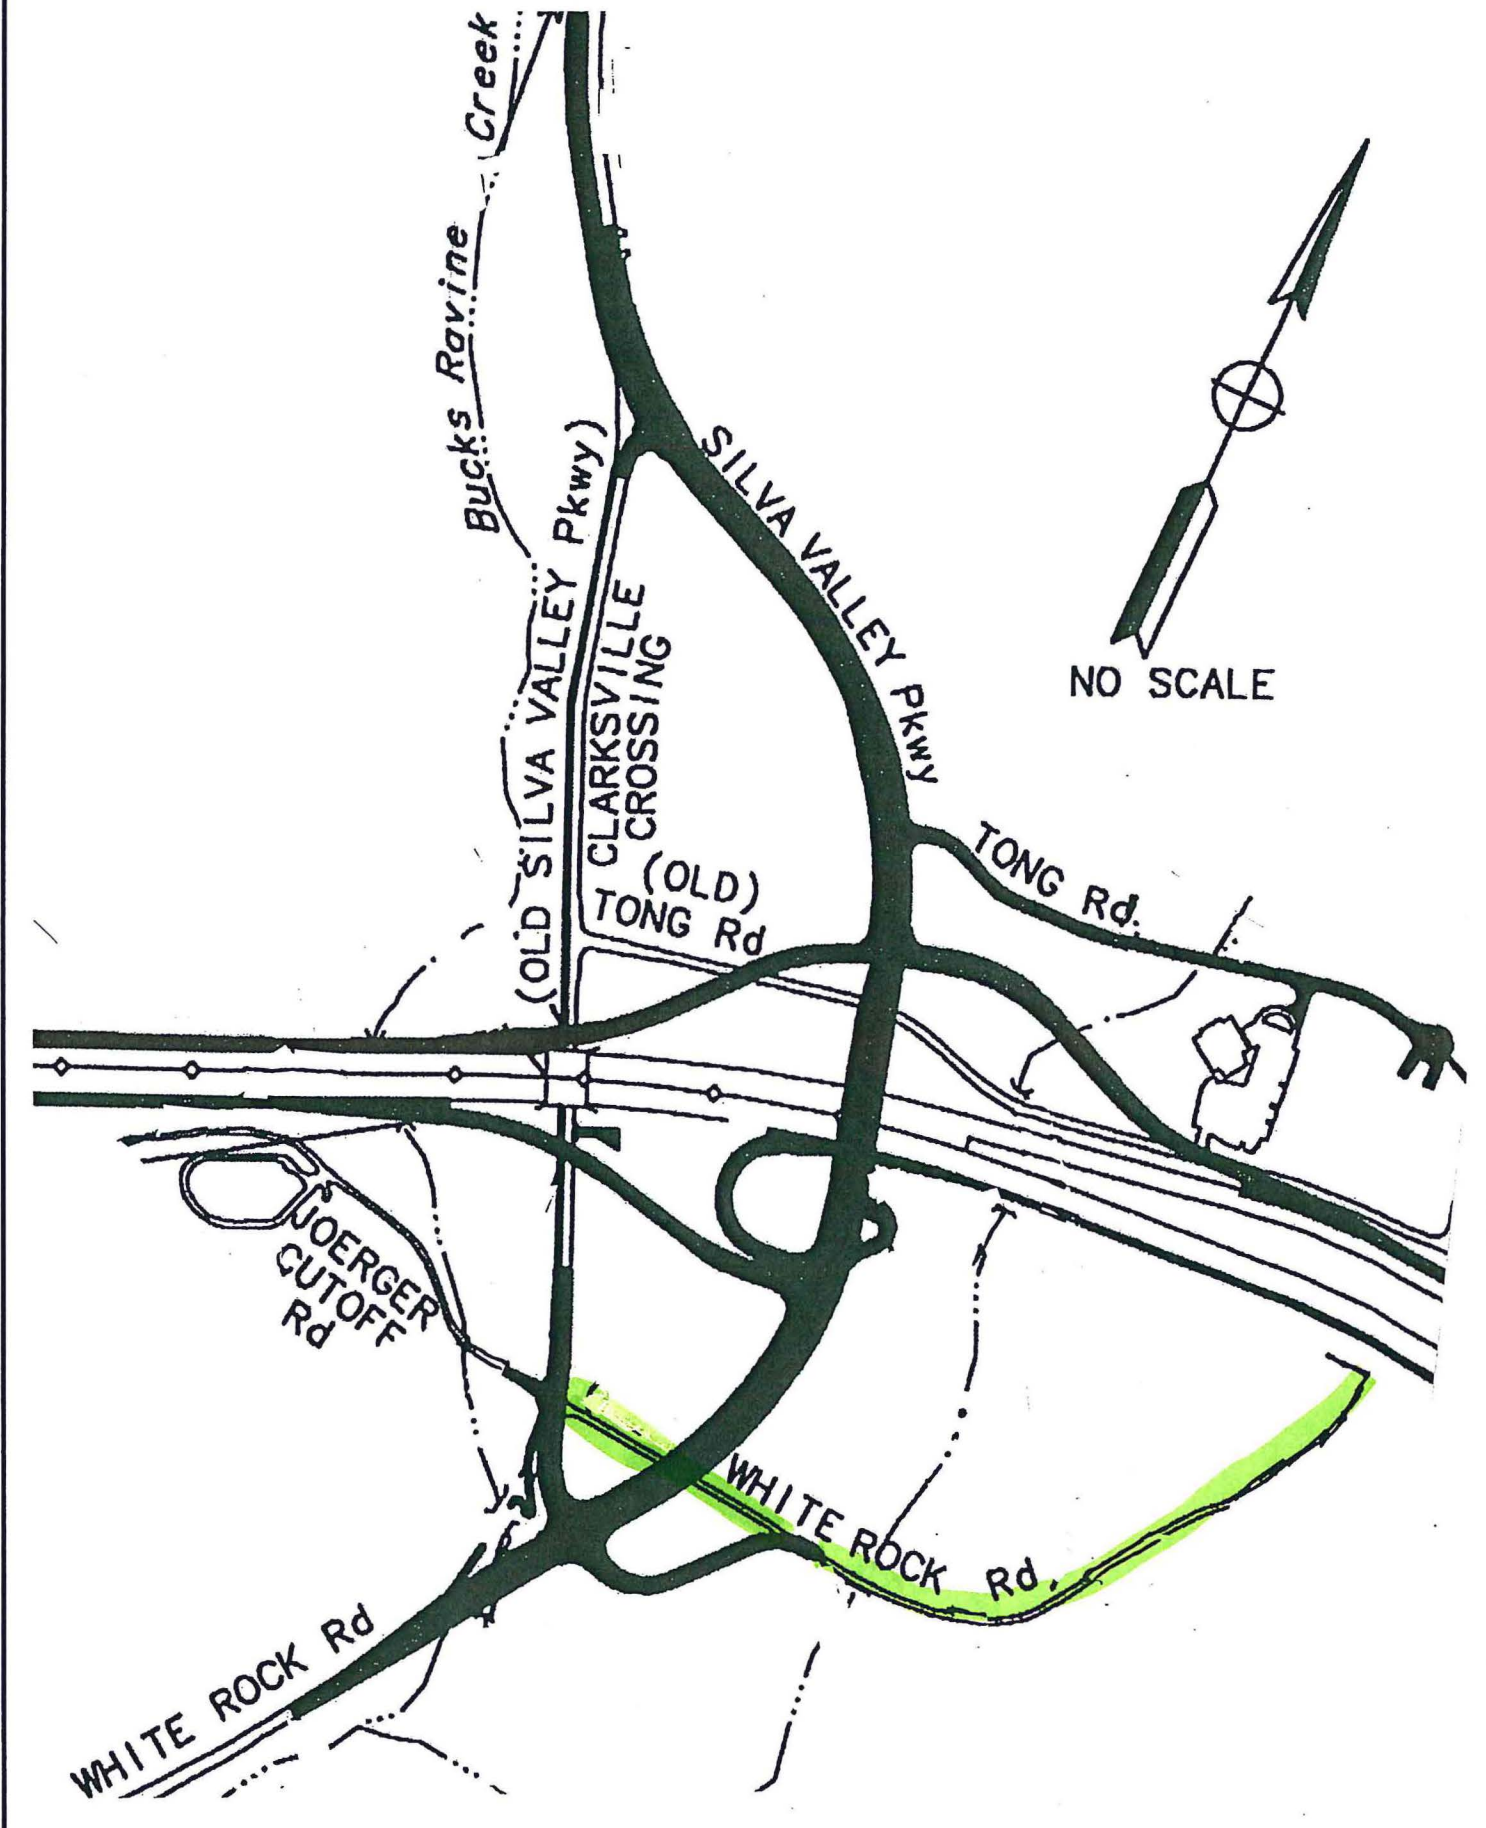 Bucks Ravine Creek
SILVA VALLEY Pkwy
NO SCALE
(OLD SILVA VALLEY Pkwy)
CLARKSVILLE
CROSSING
(OLD)
TONG Rd
TONG Rd.
JOERGER
CUTOFF
Rd
WHITE ROCK Rd.
WHITE ROCK Rd